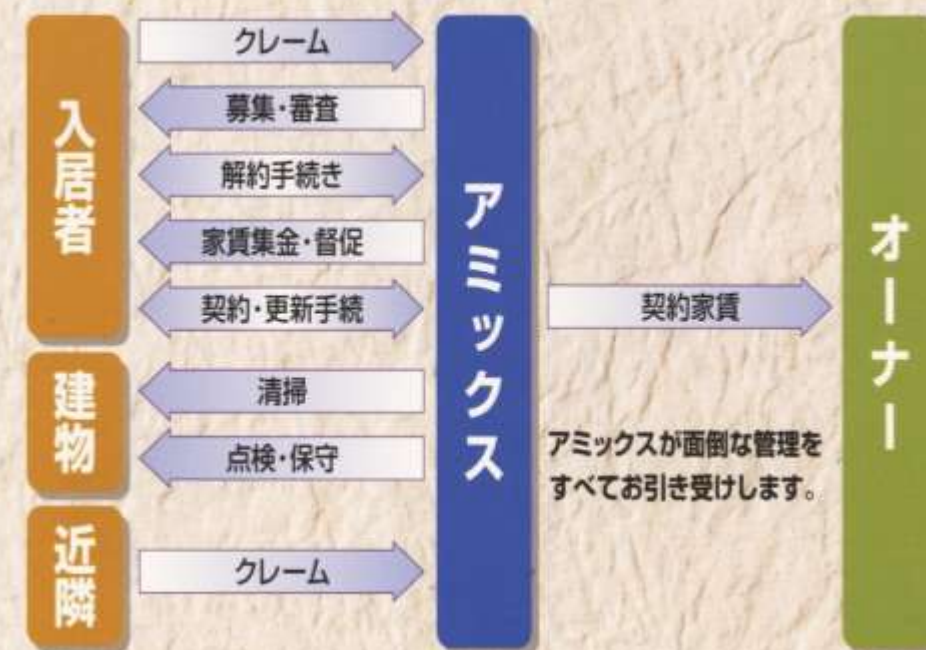 入居者
クレーム
募集・審査
解約手続き
家賃集金・督促
契約・更新手続
建物
清掃
点検・保守
近隣
クレーム
アミックス
契約家賃
アミックスが面倒な管理を
すべてお引き受けします。
オーナー